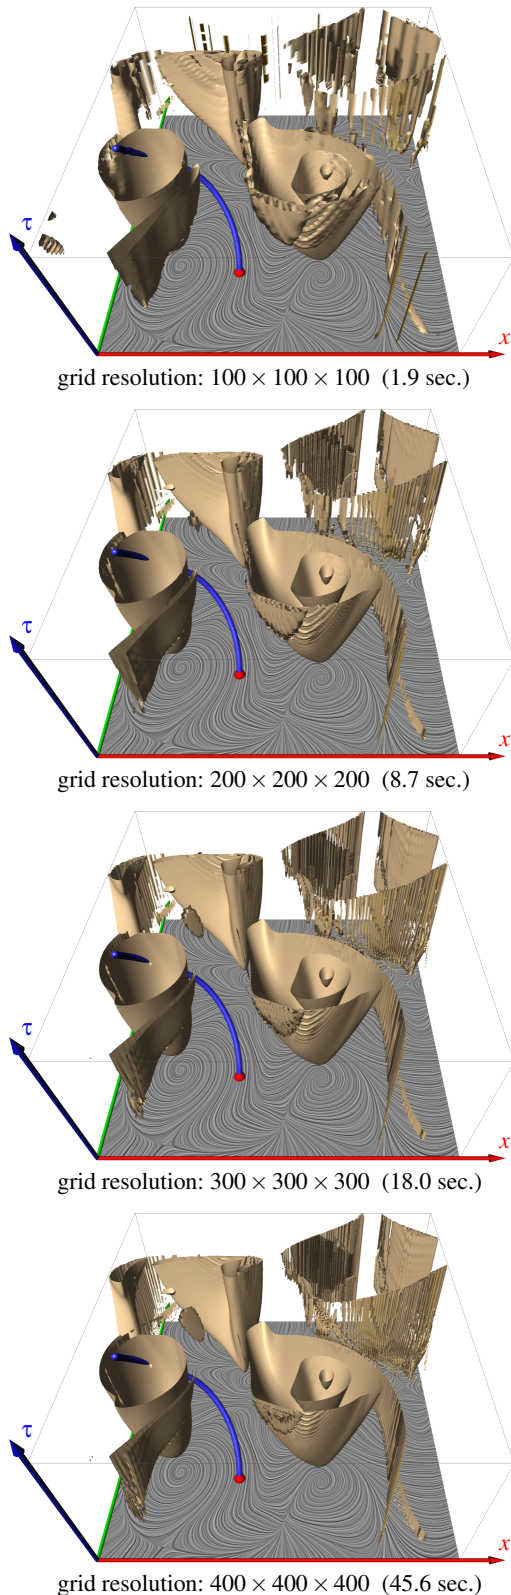 τ
x
grid resolution: 100 × 100 × 100 (1.9 sec.)
τ
x
grid resolution: 200 × 200 × 200 (8.7 sec.)
τ
x
grid resolution: 300 × 300 × 300 (18.0 sec.)
τ
x
grid resolution: 400 × 400 × 400 (45.6 sec.)